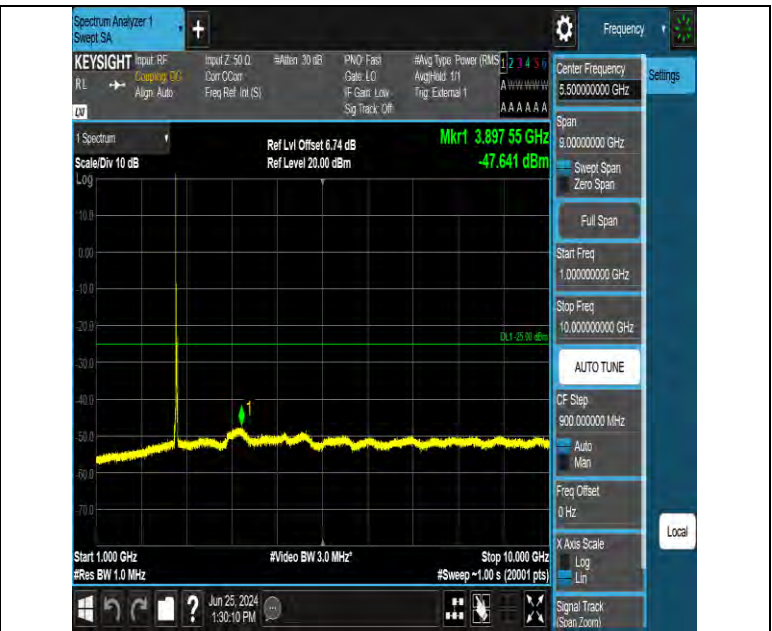 Spectrum Analyzer 1
Swept SA
+
Frequency
KEYSIGHT
Input: RF
Coupling: DC
Align: Auto
RL
Input Z: 50 Ω
Corr CCorr
Freq Ref: Int (S)
#Atten: 30 dB
PNO: Fast
Gate: LO
IF Gain: Low
Sig Track: Off
#Avg Type: Power (RMS
Avg|Hold: 1/1
Trig: External 1
1 2 3 4 5 6
A W W W W W
A A A A A A
Center Frequency
5.500000000 GHz
Settings
Span
9.00000000 GHz
Swept Span
Zero Span
Full Span
Start Freq
1.000000000 GHz
Stop Freq
10.000000000 GHz
AUTO TUNE
CF Step
900.000000 MHz
Auto
Man
Freq Offset
0 Hz
X Axis Scale
Log
Lin
Local
Signal Track
(Span Zoom)
1 Spectrum
Scale/Div 10 dB
Ref Lvl Offset 6.74 dB
Ref Level 20.00 dBm
Mkr1 3.897 55 GHz
-47.641 dBm
Log
10.0
0.00
-10.0
-20.0
DL1 -25.00 dBm
-30.0
-40.0
1
-50.0
-60.0
-70.0
Start 1.000 GHz
#Res BW 1.0 MHz
#Video BW 3.0 MHz*
Stop 10.000 GHz
#Sweep ~1.00 s (20001 pts)
?
Jun 25, 2024
1:30:10 PM